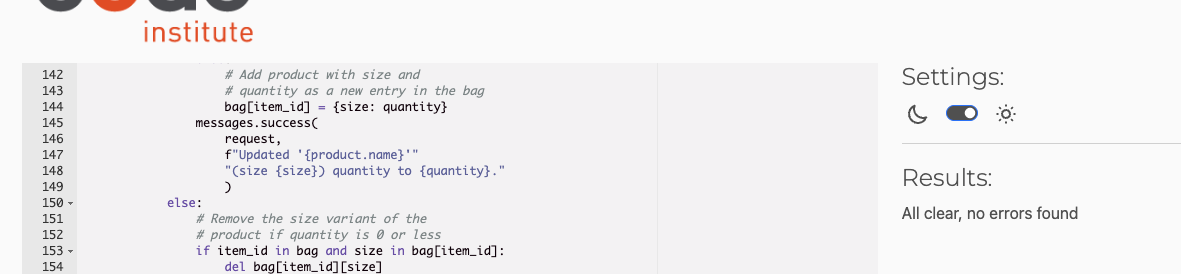 institute
142 # Add product with size and
143 # quantity as a new entry in the bag
144 bag[item_id] = {size: quantity}
145 messages.success(
146 request,
147 f"Updated '{product.name}'"
148 "(size {size}) quantity to {quantity}."
149 )
150 else:
151 # Remove the size variant of the
152 # product if quantity is 0 or less
153 if item_id in bag and size in bag[item_id]:
154 del bag[item_id][size]
Settings:
Results:
All clear, no errors found